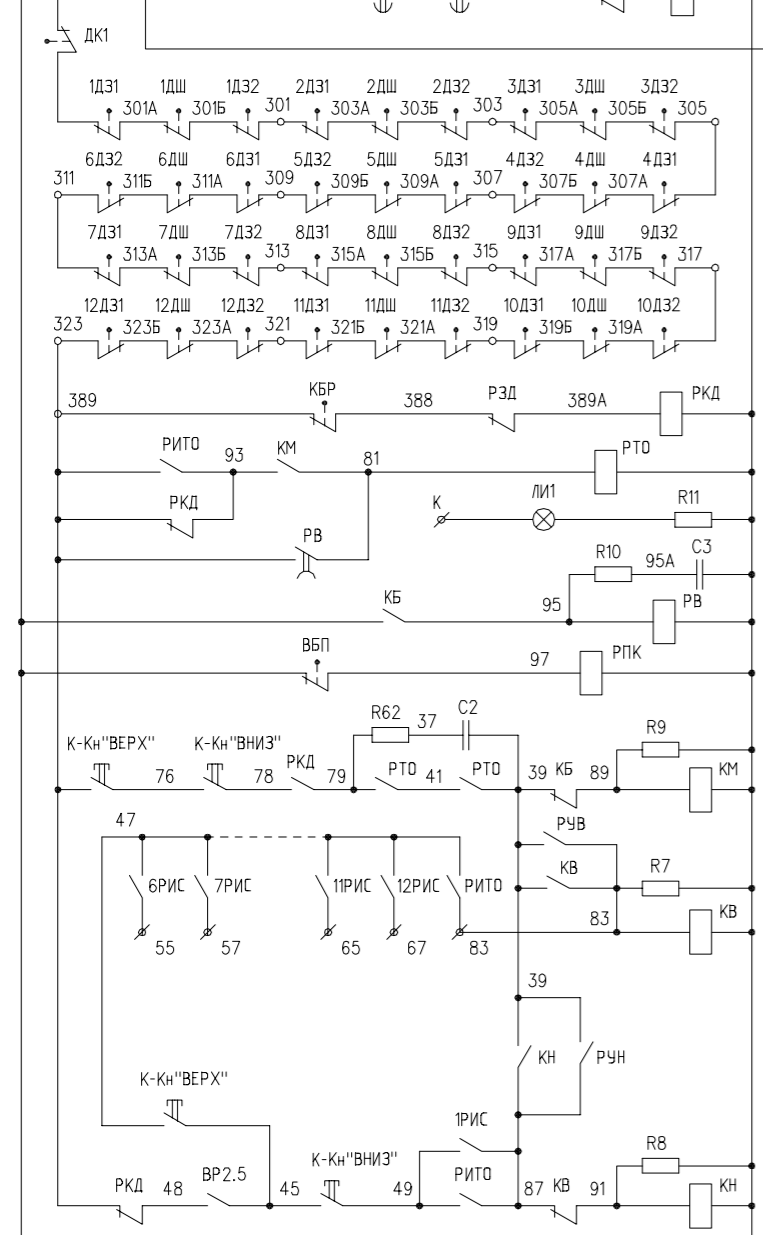 ДК1
1ДЗ1 1ДШ 1ДЗ2 2ДЗ1 2ДШ 2ДЗ2 3ДЗ1 3ДШ 3ДЗ2
301А 301Б 301 303А 303Б 303 305А 305Б 305
6ДЗ2 6ДШ 6ДЗ1 5ДЗ2 5ДШ 5ДЗ1 4ДЗ2 4ДШ 4ДЗ1
311 311Б 311А 309 309Б 309А 307 307Б 307А
7ДЗ1 7ДШ 7ДЗ2 8ДЗ1 8ДШ 8ДЗ2 9ДЗ1 9ДШ 9ДЗ2
313А 313Б 313 315А 315Б 315 317А 317Б 317
12ДЗ1 12ДШ 12ДЗ2 11ДЗ1 11ДШ 11ДЗ2 10ДЗ1 10ДШ 10ДЗ2
323 323Б 323А 321 321Б 321А 319 319Б 319А
КБР РЗД РКД
389 388 389А
РИТО КМ РТО
93 81
РКД К ЛИ1 R11
РВ
R10 95А С3
КБ 95 РВ
ВБП 97 РПК
R62 37 С2
К-Кн"ВЕРХ" К-Кн"ВНИЗ" РКД РТО РТО КБ R9 КМ
76 78 79 41 39 89
47 РУВ
6РИС 7РИС 11РИС 12РИС РИТО КВ R7
83 КВ
55 57 65 67 83
39
КН РУН
К-Кн"ВЕРХ"
1РИС
К-Кн"ВНИЗ" R8
РКД 48 ВР2.5 45 49 РИТО 87 КВ 91 КН